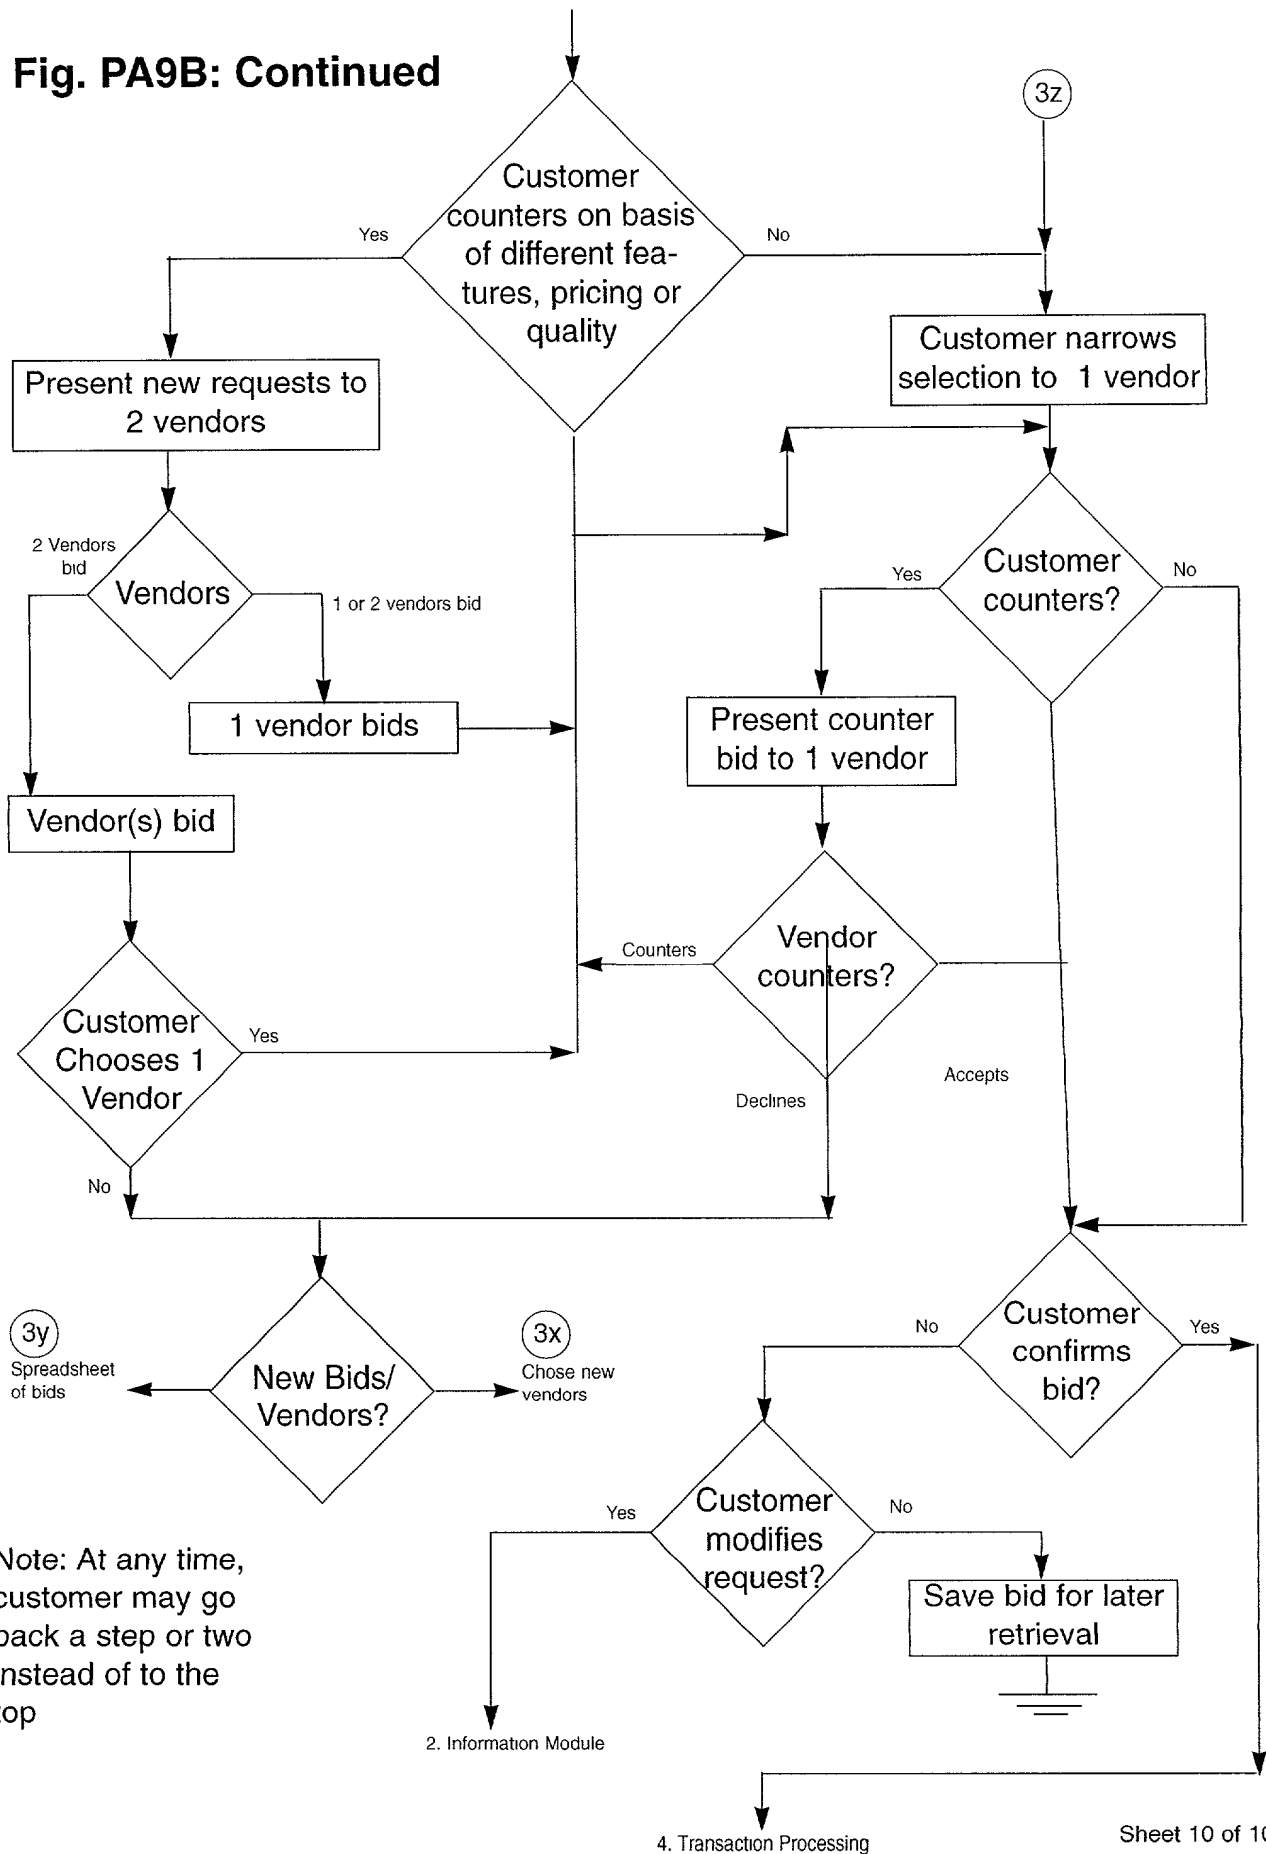 Fig. PA9B: Continued
3z
Customer
counters on basis
of different fea-
tures, pricing or
quality
Yes
No
Customer narrows
selection to 1 vendor
Present new requests to
2 vendors
2 Vendors
bid
Vendors
1 or 2 vendors bid
Customer
counters?
Yes
No
1 vendor bids
Present counter
bid to 1 vendor
Vendor(s) bid
Vendor
counters?
Counters
Customer
Chooses 1
Vendor
Yes
Accepts
Declines
No
3y
Spreadsheet
of bids
New Bids/
Vendors?
3x
Chose new
vendors
Customer
confirms
bid?
No
Yes
Customer
modifies
request?
Yes
No
Save bid for later
retrieval
Note: At any time,
customer may go
back a step or two
instead of to the
top
2. Information Module
4. Transaction Processing
Sheet 10 of 10